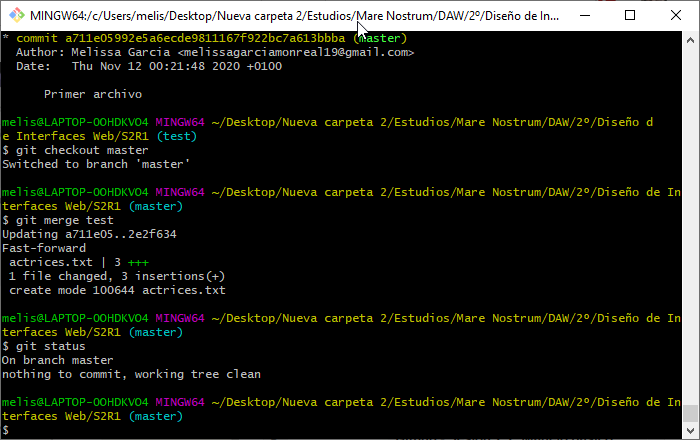 MINGW64:/c/Users/melis/Desktop/Nueva carpeta 2/Estudios/Mare Nostrum/DAW/2º/Diseño de In...
* commit a711e05992e5a6ecde9811167f922bc7a613bbba (master)
Author: Melissa Garcia <melissagarciamonreal19@gmail.com>
Date:   Thu Nov 12 00:21:48 2020 +0100
Primer archivo
melis@LAPTOP-OOHDKVO4 MINGW64 ~/Desktop/Nueva carpeta 2/Estudios/Mare Nostrum/DAW/2º/Diseño d
e Interfaces Web/S2R1 (test)
$ git checkout master
Switched to branch 'master'
melis@LAPTOP-OOHDKVO4 MINGW64 ~/Desktop/Nueva carpeta 2/Estudios/Mare Nostrum/DAW/2º/Diseño de In
terfaces Web/S2R1 (master)
$ git merge test
Updating a711e05..2e2f634
Fast-forward
 actrices.txt | 3 +++
 1 file changed, 3 insertions(+)
 create mode 100644 actrices.txt
melis@LAPTOP-OOHDKVO4 MINGW64 ~/Desktop/Nueva carpeta 2/Estudios/Mare Nostrum/DAW/2º/Diseño de In
terfaces Web/S2R1 (master)
$ git status
On branch master
nothing to commit, working tree clean
melis@LAPTOP-OOHDKVO4 MINGW64 ~/Desktop/Nueva carpeta 2/Estudios/Mare Nostrum/DAW/2º/Diseño de In
terfaces Web/S2R1 (master)
$